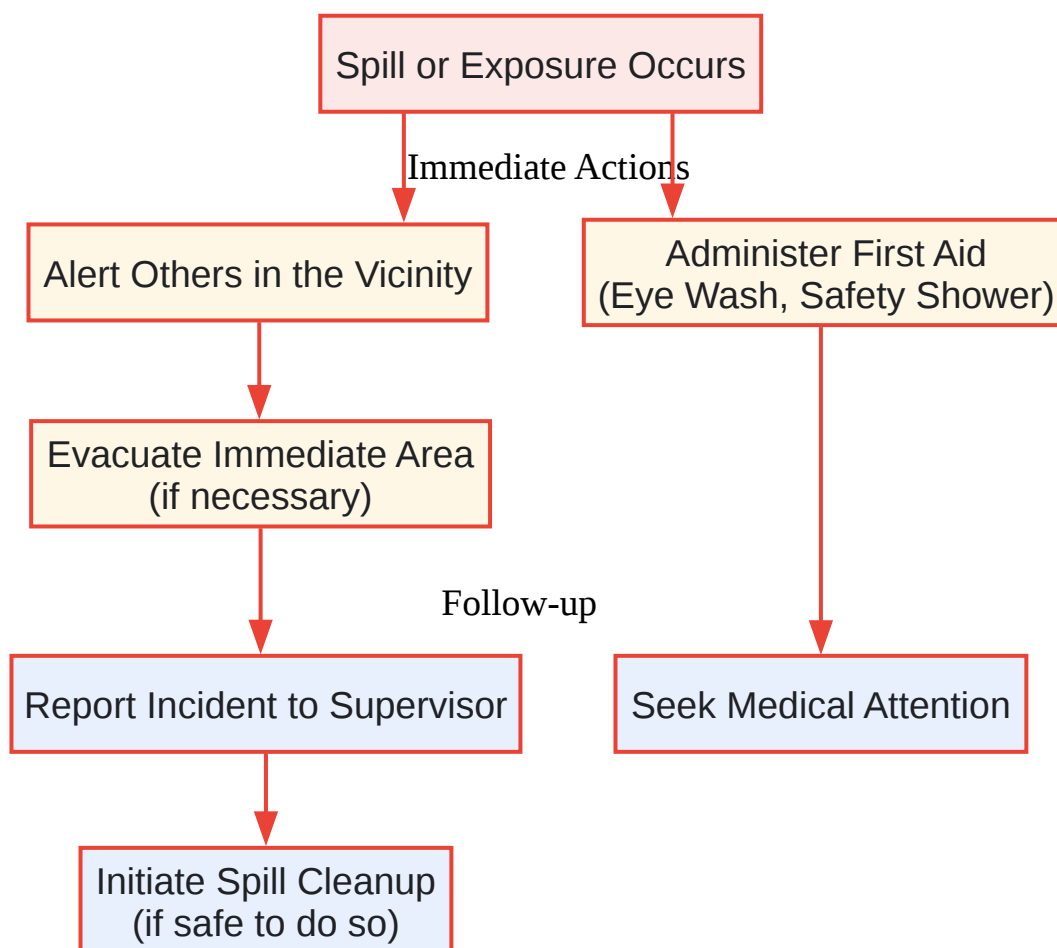 Spill or Exposure Occurs
Immediate Actions
Alert Others in the Vicinity
Administer First Aid
(Eye Wash, Safety Shower)
Evacuate Immediate Area
(if necessary)
Follow-up
Report Incident to Supervisor
Seek Medical Attention
Initiate Spill Cleanup
(if safe to do so)